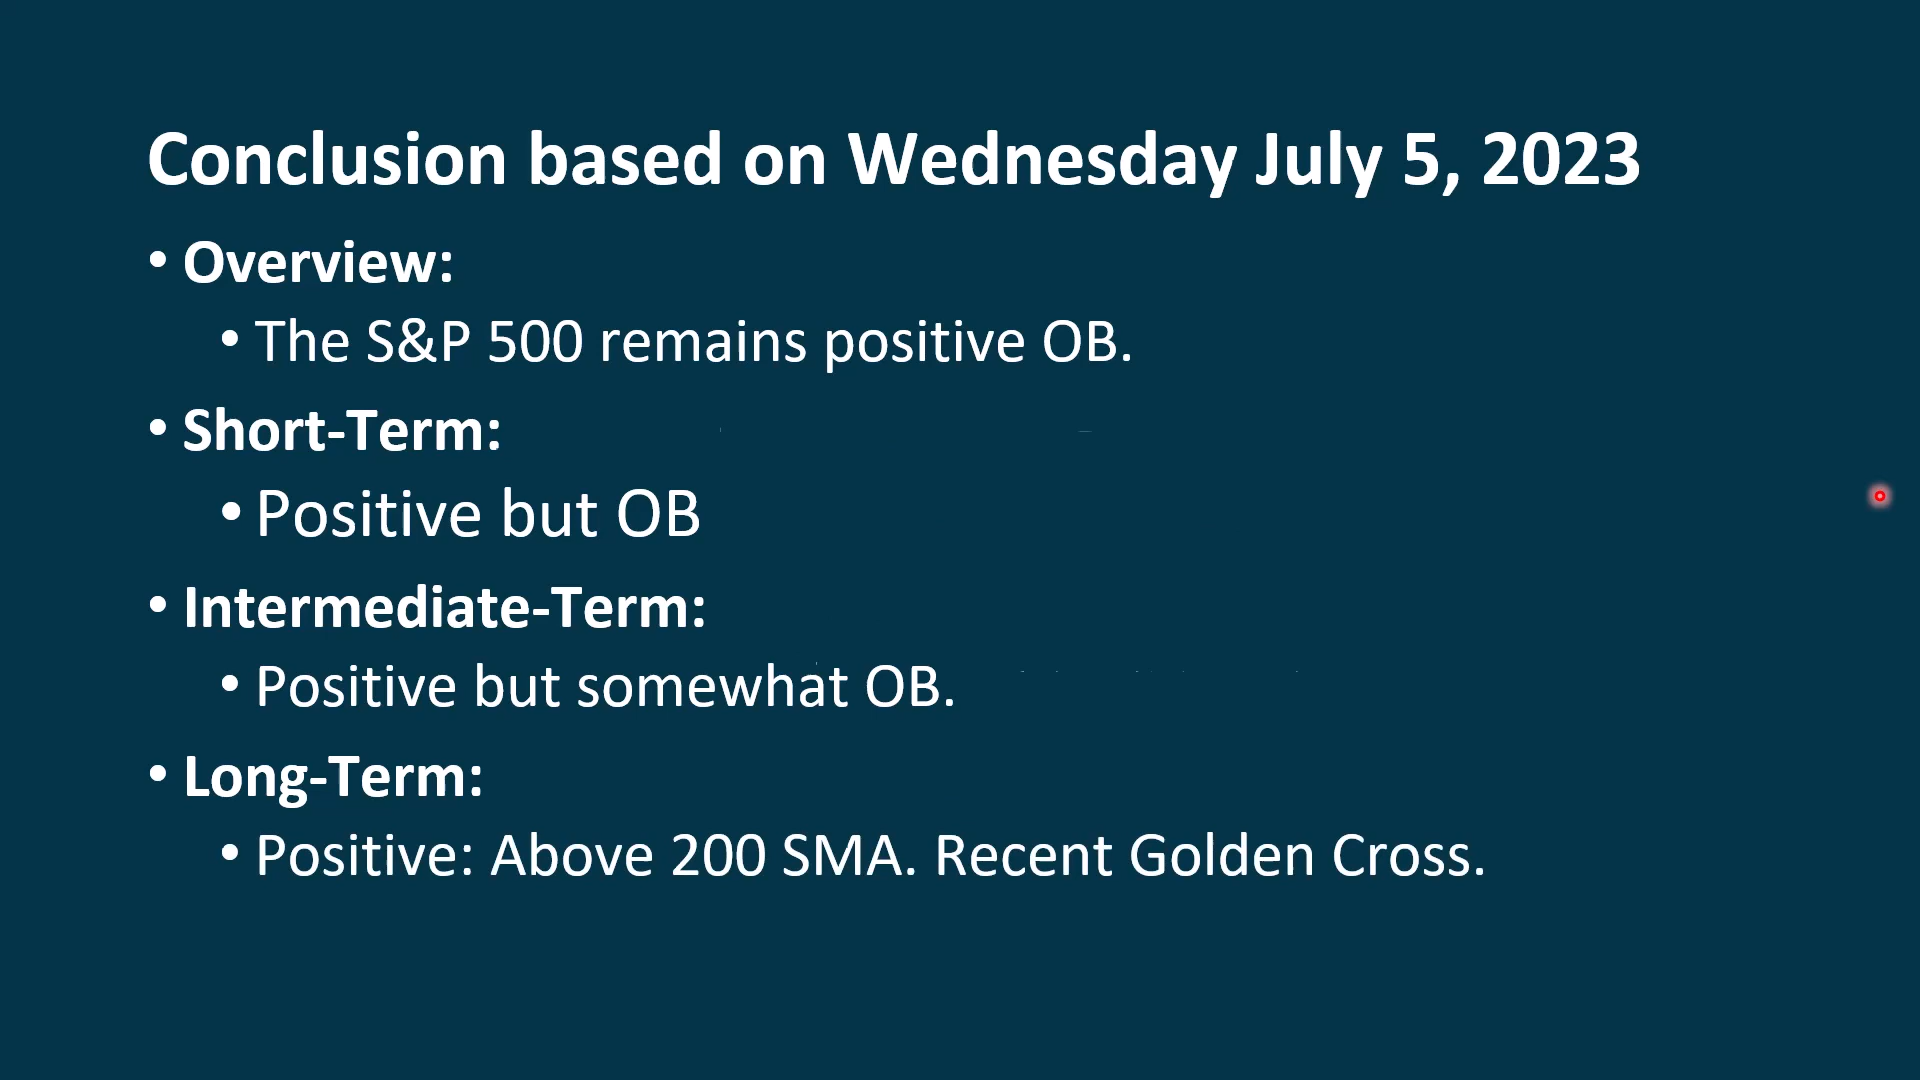 Conclusion based on Wednesday July 5, 2023
• Overview:
• The S&P 500 remains positive OB.
• Short-Term:
• Positive but OB
• Intermediate-Term:
• Positive but somewhat OB.
• Long-Term:
• Positive: Above 200 SMA. Recent Golden Cross.